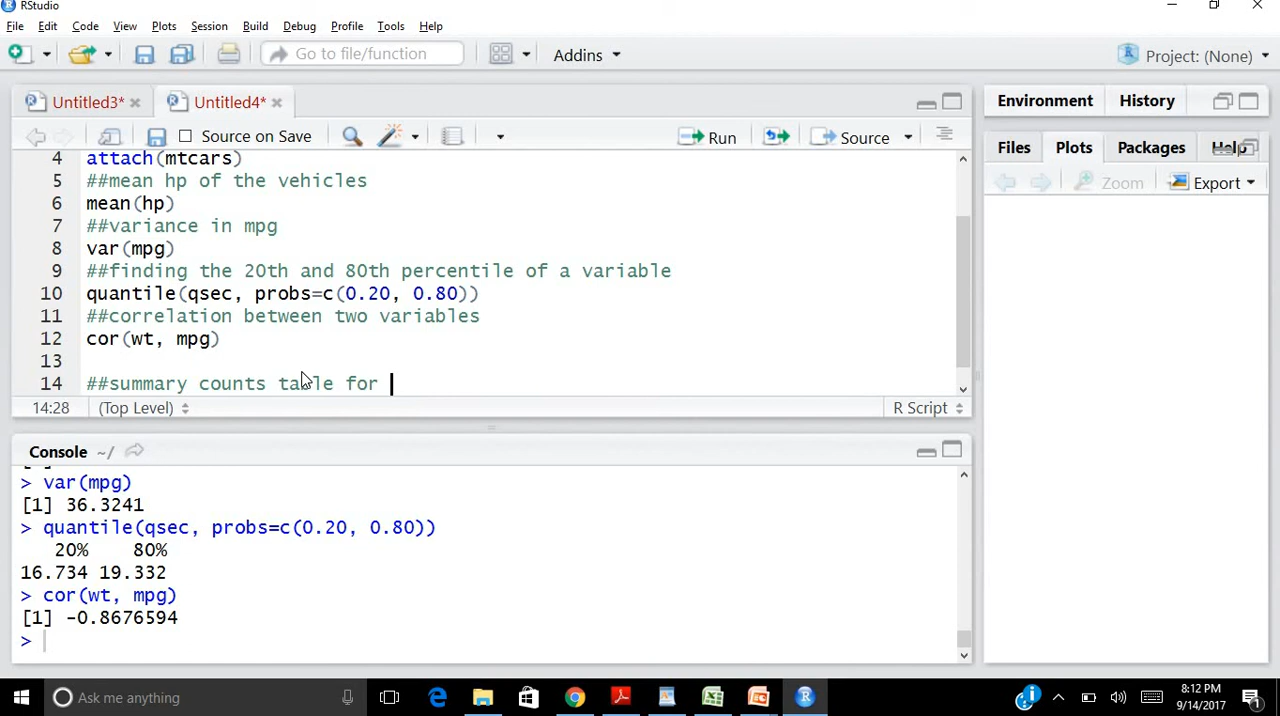 RStudio
File Edit Code View Plots Session Build Debug Profile Tools Help
Go to file/function Addins Project: (None)
Untitled3* Untitled4*
Source on Save Run Source
4 attach(mtcars)
5 ##mean hp of the vehicles
6 mean(hp)
7 ##variance in mpg
8 var(mpg)
9 ##finding the 20th and 80th percentile of a variable
10 quantile(qsec, probs=c(0.20, 0.80))
11 ##correlation between two variables
12 cor(wt, mpg)
13
14 ##summary counts table for
14:28 (Top Level) R Script
Console ~/
> var(mpg)
[1] 36.3241
> quantile(qsec, probs=c(0.20, 0.80))
20% 80%
16.734 19.332
> cor(wt, mpg)
[1] -0.8676594
>
Environment History
Files Plots Packages Help
Zoom Export
Ask me anything
8:12 PM
9/14/2017